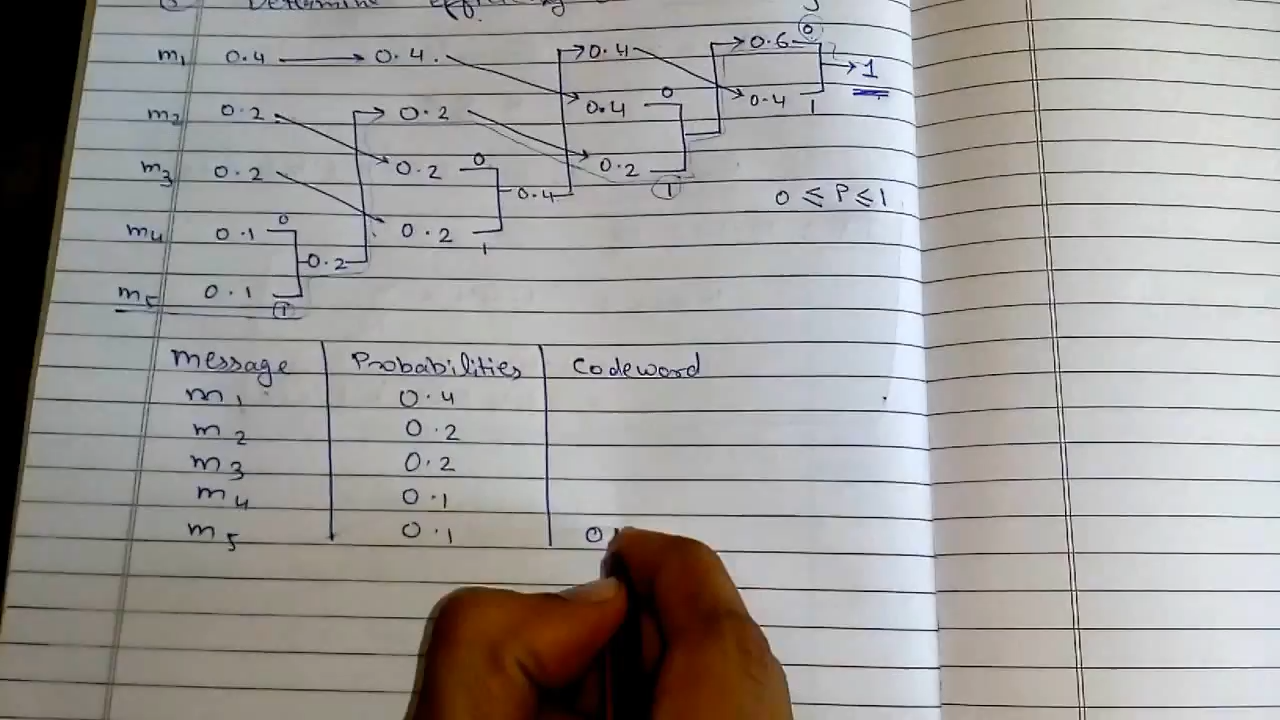 Determine efficiency
m1 0.4 0.4 0.4 0.6 0
0.4 0 0.4 1 1
m2 0.2 0.2
0.2 0 0.2 1
m3 0.2 0.4 0 ≤ P ≤ 1
m4 0.1 0 0.2 1
0.2
m5 0.1 1
Message Probabilities Codeword
m1 0.4
m2 0.2
m3 0.2
m4 0.1
m5 0.1 0